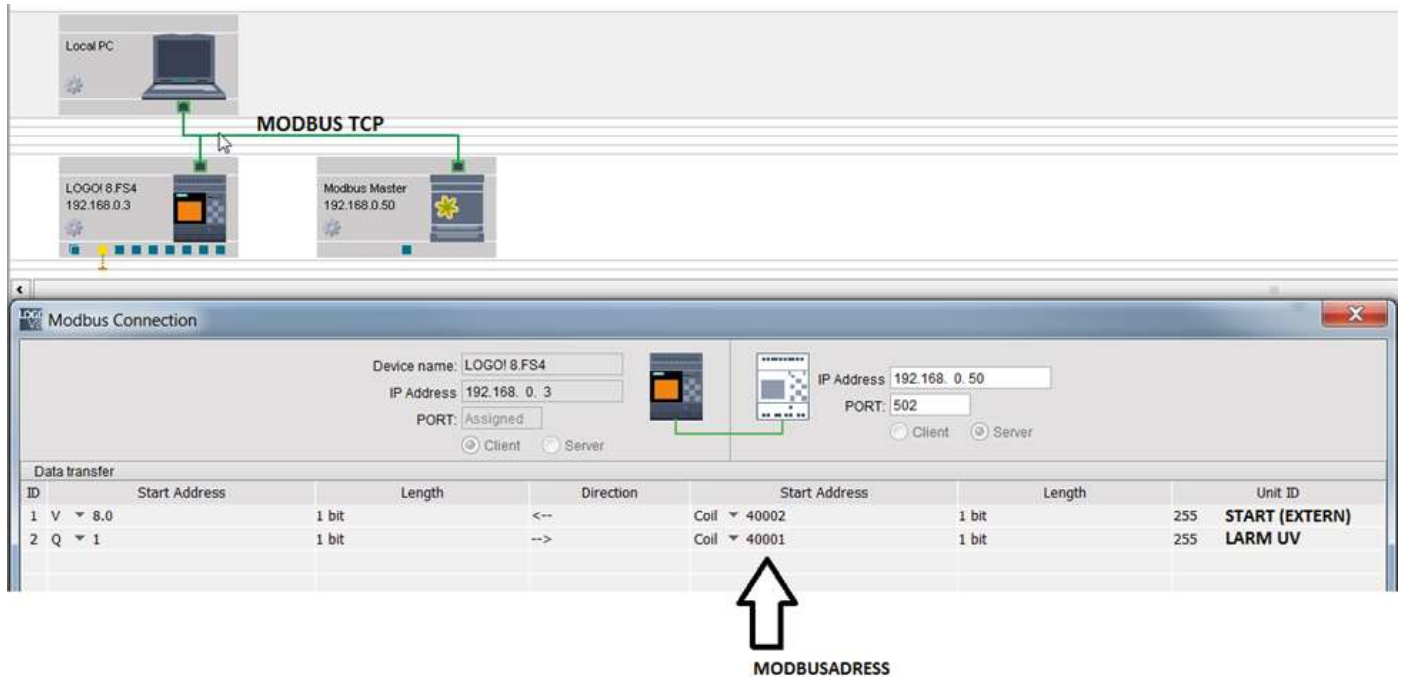 Local PC
MODBUS TCP
LOGO! 8.FS4
192.168.0.3
Modbus Master
192.168.0.50
Modbus Connection
Device name: LOGO! 8.FS4
IP Address 192.168. 0. 3
PORT: Assigned
Client Server
IP Address 192.168. 0. 50
PORT: 502
Client Server
Data transfer
ID Start Address Length Direction Start Address Length Unit ID
1 V 8.0 1 bit <-- Coil 40002 1 bit 255 START (EXTERN)
2 Q 1 1 bit --> Coil 40001 1 bit 255 LARM UV
MODBUSADRESS